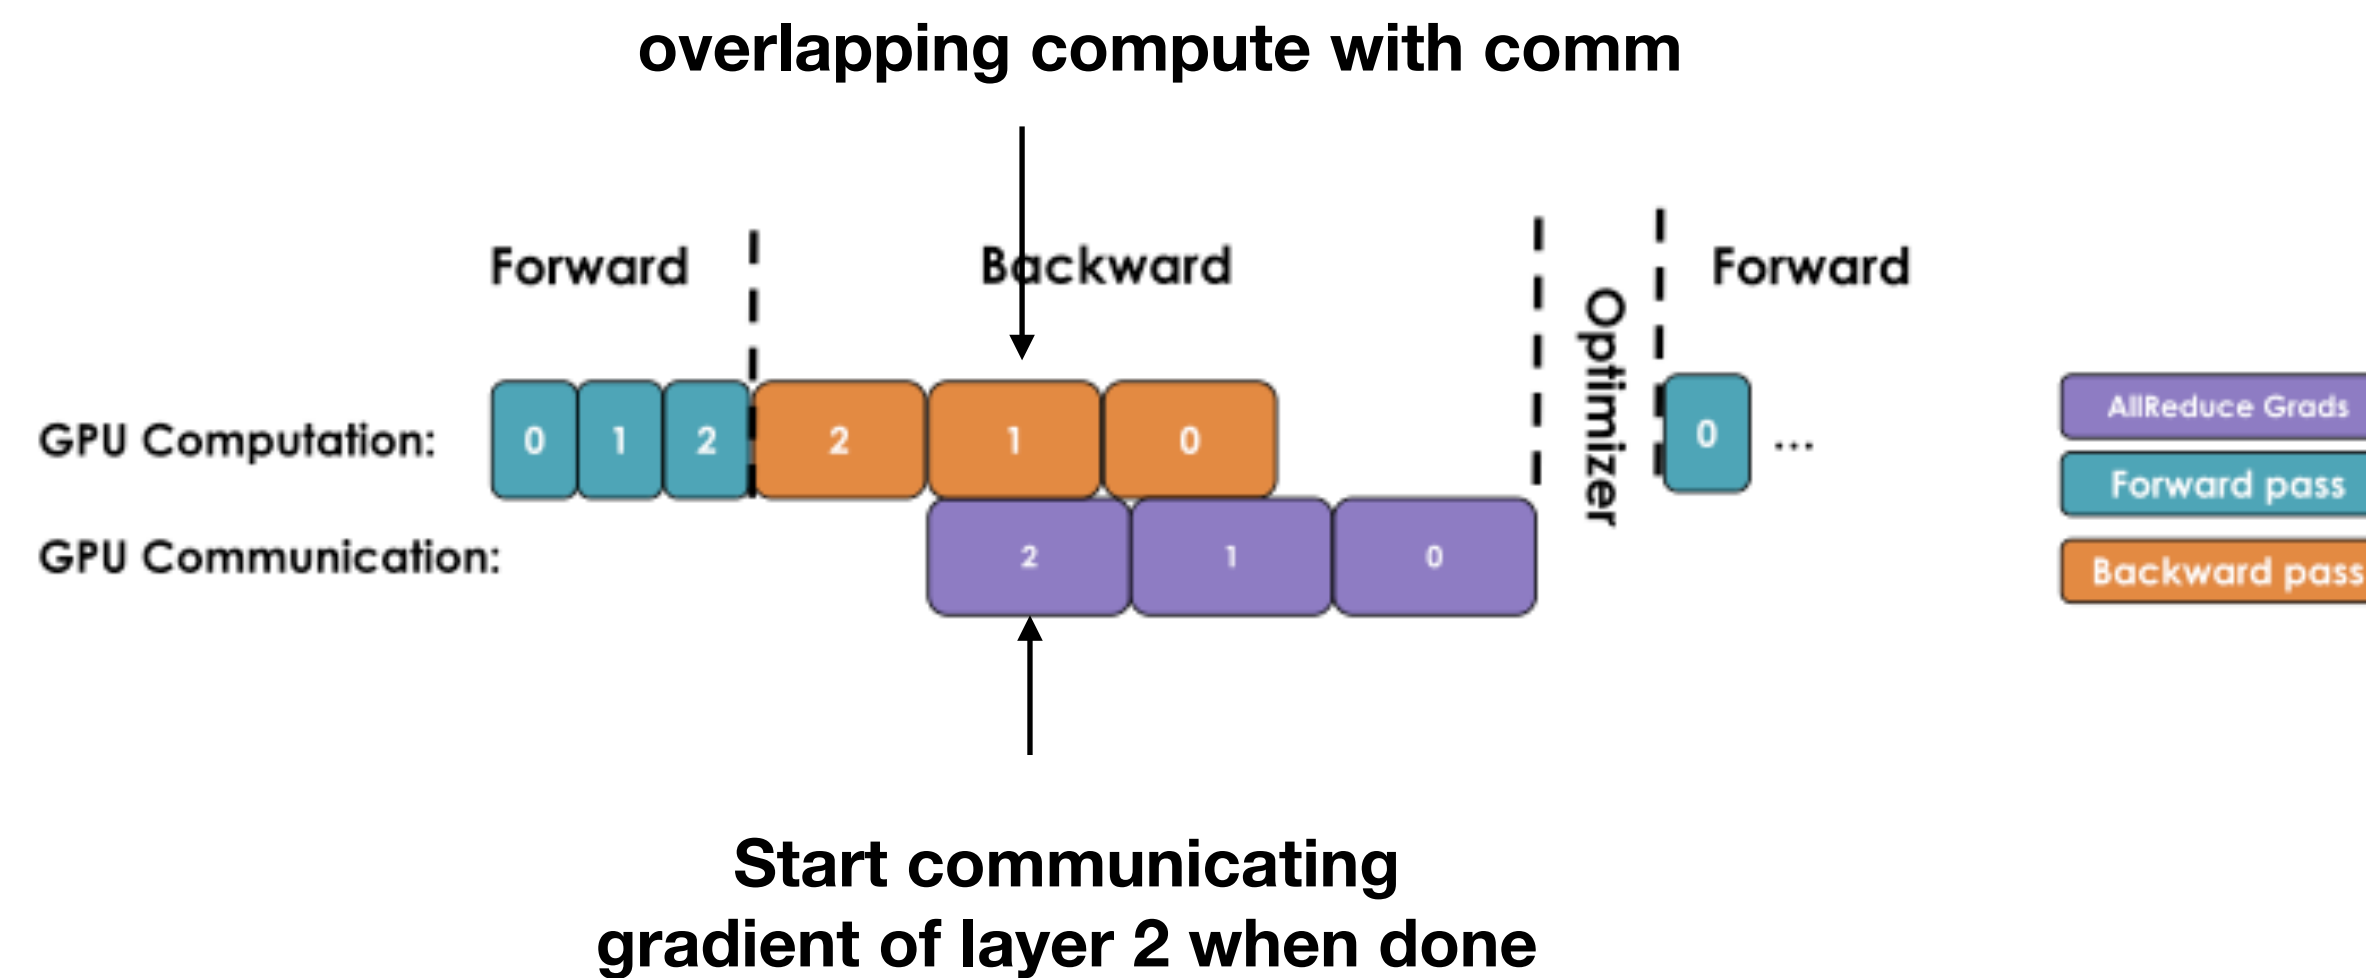 overlapping compute with comm
Forward
Backward
Optimizer
Forward
GPU Computation:
0 1 2 2 1 0
0 ...
GPU Communication:
2 1 0
AllReduce Grads
Forward pass
Backward pass
Start communicating
gradient of layer 2 when done